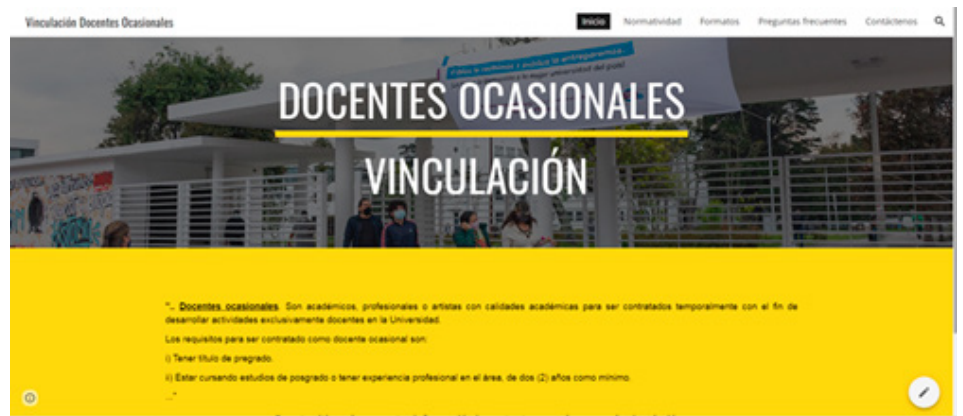 Vinculación Docentes Ocasionales
Inicio Normatividad Formatos Preguntas frecuentes Contáctenos
DOCENTES OCASIONALES
VINCULACIÓN
"... Docentes ocasionales. Son académicos, profesionales o artistas con calidades académicas para ser contratados temporalmente con el fin de
desarrollar actividades exclusivamente docentes en la Universidad.
Los requisitos para ser contratado como docente ocasional son:
i) Tener título de pregrado.
ii) Estar cursando estudios de posgrado o tener experiencia profesional en el área, de dos (2) años como mínimo.
..."